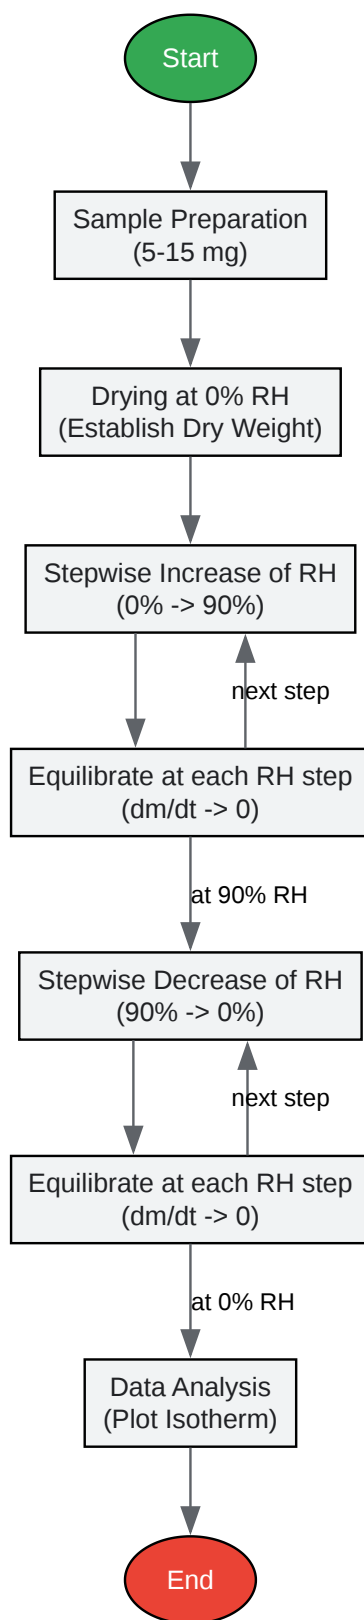 Start
Sample Preparation
(5-15 mg)
Drying at 0% RH
(Establish Dry Weight)
Stepwise Increase of RH
(0% -> 90%)
next step
Equilibrate at each RH step
(dm/dt -> 0)
at 90% RH
Stepwise Decrease of RH
(90% -> 0%)
next step
Equilibrate at each RH step
(dm/dt -> 0)
at 0% RH
Data Analysis
(Plot Isotherm)
End